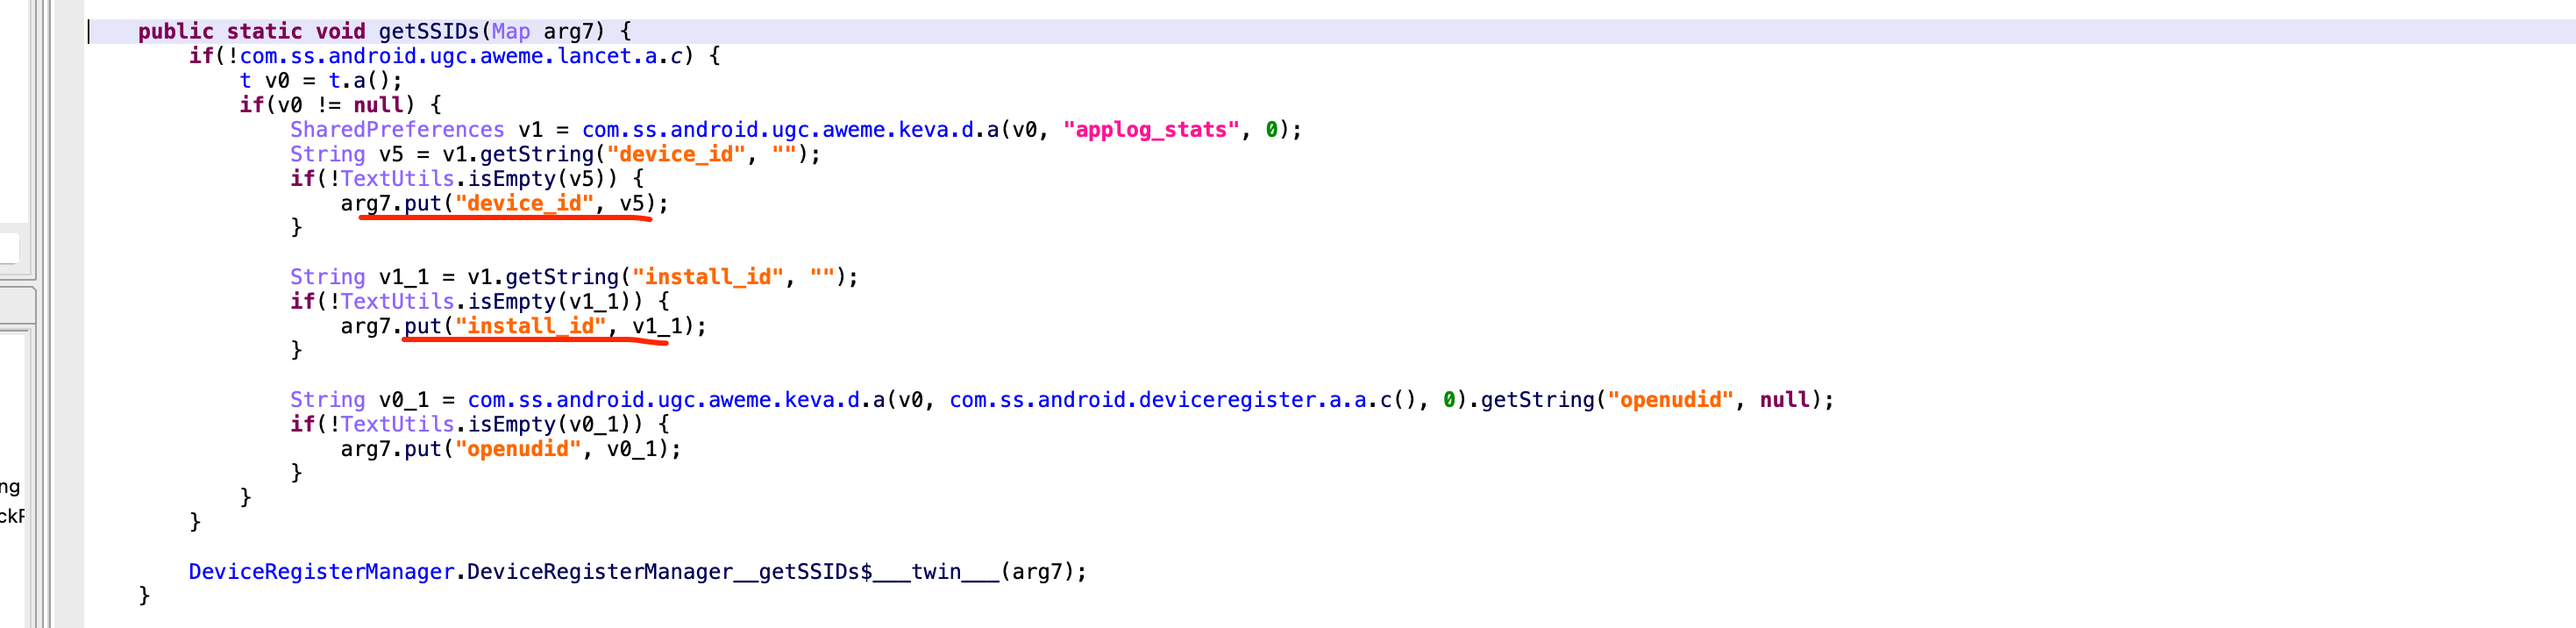 public static void getSSIDs(Map arg7) {
if(!com.ss.android.ugc.aweme.lancet.a.c) {
t v0 = t.a();
if(v0 != null) {
SharedPreferences v1 = com.ss.android.ugc.aweme.keva.d.a(v0, "applog_stats", 0);
String v5 = v1.getString("device_id", "");
if(!TextUtils.isEmpty(v5)) {
arg7.put("device_id", v5);
}
String v1_1 = v1.getString("install_id", "");
if(!TextUtils.isEmpty(v1_1)) {
arg7.put("install_id", v1_1);
}
String v0_1 = com.ss.android.ugc.aweme.keva.d.a(v0, com.ss.android.deviceregister.a.a.c(), 0).getString("openudid", null);
if(!TextUtils.isEmpty(v0_1)) {
arg7.put("openudid", v0_1);
}
}
}
DeviceRegisterManager.DeviceRegisterManager__getSSIDs$___twin___(arg7);
}
ng